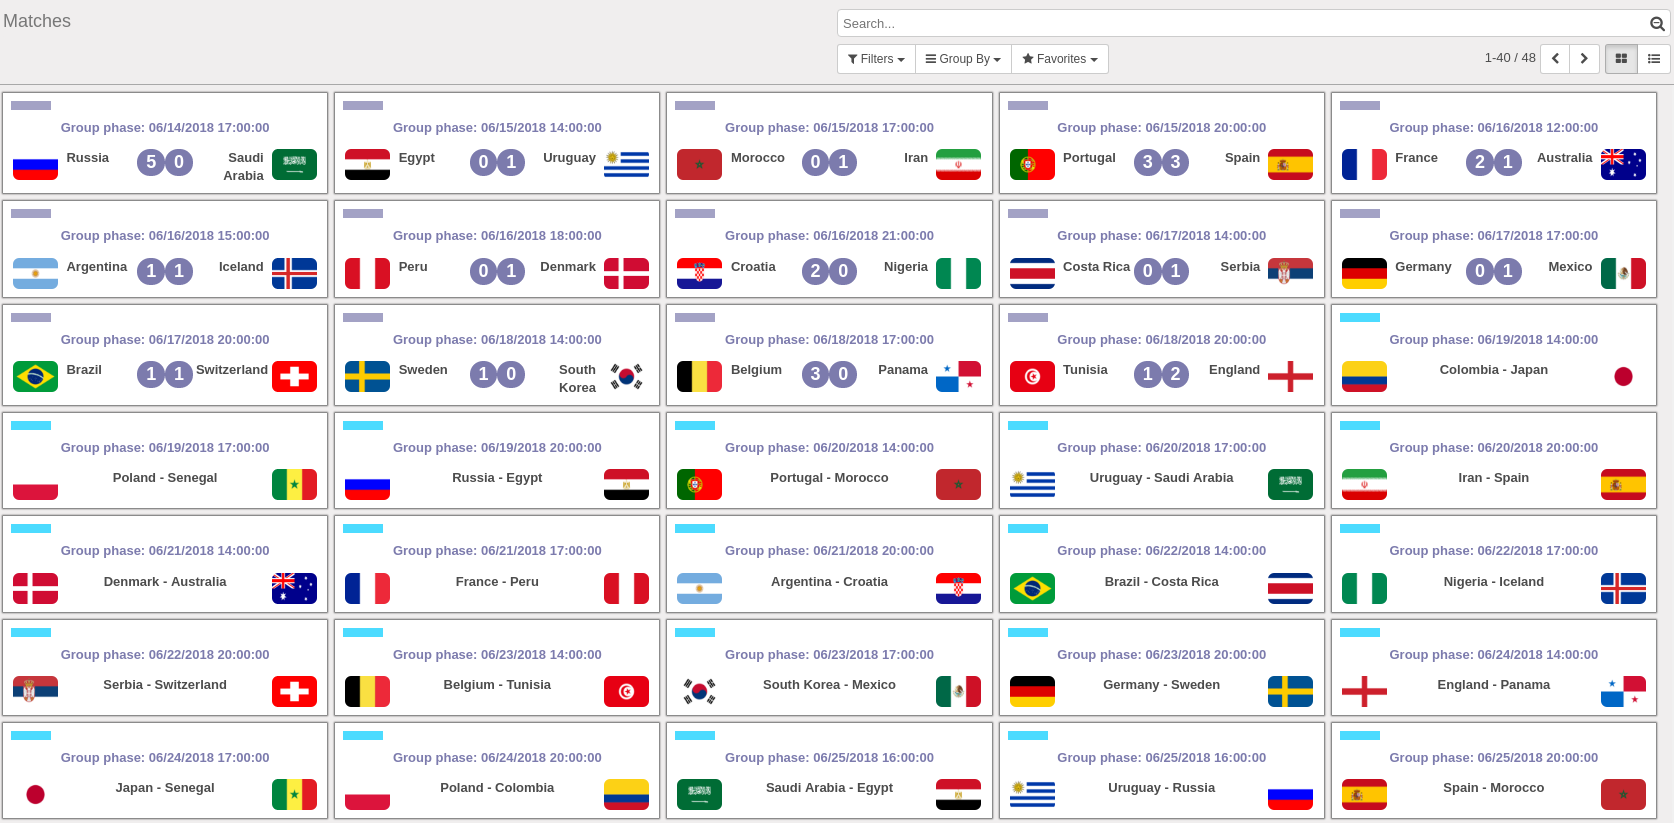 Matches
Search...
Filters Group By Favorites 1-40 / 48
Group phase: 06/14/2018 17:00:00
Russia 5 0 Saudi
Arabia
Group phase: 06/15/2018 14:00:00
Egypt 0 1 Uruguay
Group phase: 06/15/2018 17:00:00
Morocco 0 1 Iran
Group phase: 06/15/2018 20:00:00
Portugal 3 3 Spain
Group phase: 06/16/2018 12:00:00
France 2 1 Australia
Group phase: 06/16/2018 15:00:00
Argentina 1 1 Iceland
Group phase: 06/16/2018 18:00:00
Peru 0 1 Denmark
Group phase: 06/16/2018 21:00:00
Croatia 2 0 Nigeria
Group phase: 06/17/2018 14:00:00
Costa Rica 0 1 Serbia
Group phase: 06/17/2018 17:00:00
Germany 0 1 Mexico
Group phase: 06/17/2018 20:00:00
Brazil 1 1 Switzerland
Group phase: 06/18/2018 14:00:00
Sweden 1 0 South
Korea
Group phase: 06/18/2018 17:00:00
Belgium 3 0 Panama
Group phase: 06/18/2018 20:00:00
Tunisia 1 2 England
Group phase: 06/19/2018 14:00:00
Colombia - Japan
Group phase: 06/19/2018 17:00:00
Poland - Senegal
Group phase: 06/19/2018 20:00:00
Russia - Egypt
Group phase: 06/20/2018 14:00:00
Portugal - Morocco
Group phase: 06/20/2018 17:00:00
Uruguay - Saudi Arabia
Group phase: 06/20/2018 20:00:00
Iran - Spain
Group phase: 06/21/2018 14:00:00
Denmark - Australia
Group phase: 06/21/2018 17:00:00
France - Peru
Group phase: 06/21/2018 20:00:00
Argentina - Croatia
Group phase: 06/22/2018 14:00:00
Brazil - Costa Rica
Group phase: 06/22/2018 17:00:00
Nigeria - Iceland
Group phase: 06/22/2018 20:00:00
Serbia - Switzerland
Group phase: 06/23/2018 14:00:00
Belgium - Tunisia
Group phase: 06/23/2018 17:00:00
South Korea - Mexico
Group phase: 06/23/2018 20:00:00
Germany - Sweden
Group phase: 06/24/2018 14:00:00
England - Panama
Group phase: 06/24/2018 17:00:00
Japan - Senegal
Group phase: 06/24/2018 20:00:00
Poland - Colombia
Group phase: 06/25/2018 16:00:00
Saudi Arabia - Egypt
Group phase: 06/25/2018 16:00:00
Uruguay - Russia
Group phase: 06/25/2018 20:00:00
Spain - Morocco